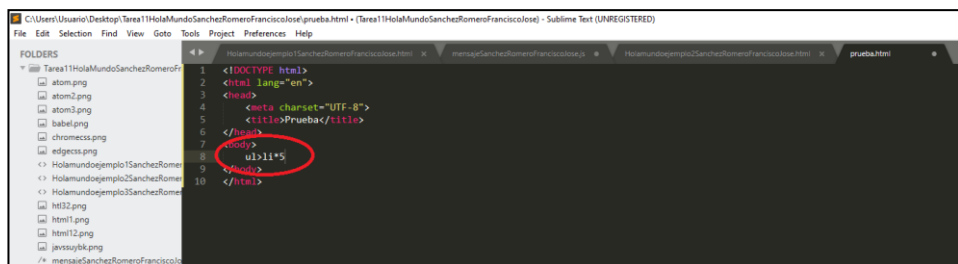 C:\Users\Usuario\Desktop\Tarea11HolaMundoSanchezRomeroFranciscoJose\prueba.html • (Tarea11HolaMundoSanchezRomeroFranciscoJose) - Sublime Text (UNREGISTERED)
File Edit Selection Find View Goto Tools Project Preferences Help
FOLDERS
Tarea11HolaMundoSanchezRomeroFr
atom.png
atom2.png
atom3.png
babel.png
chromecss.png
edgecss.png
Holamundoejemplo1SanchezRomer
Holamundoejemplo2SanchezRomer
Holamundoejemplo3SanchezRomer
htl32.png
html1.png
html12.png
javssuybk.png
/* mensajeSanchezRomeroFranciscoJo
Holamundoejemplo1SanchezRomeroFranciscoJose.html × mensajeSanchezRomeroFranciscoJose.js • Holamundoejemplo2SanchezRomeroFranciscoJose.html × prueba.html •
1 <!DOCTYPE html>
2 <html lang="en">
3 <head>
4 <meta charset="UTF-8">
5 <title>Prueba</title>
6 </head>
7 <body>
8 ul>li*5
9 </body>
10 </html>